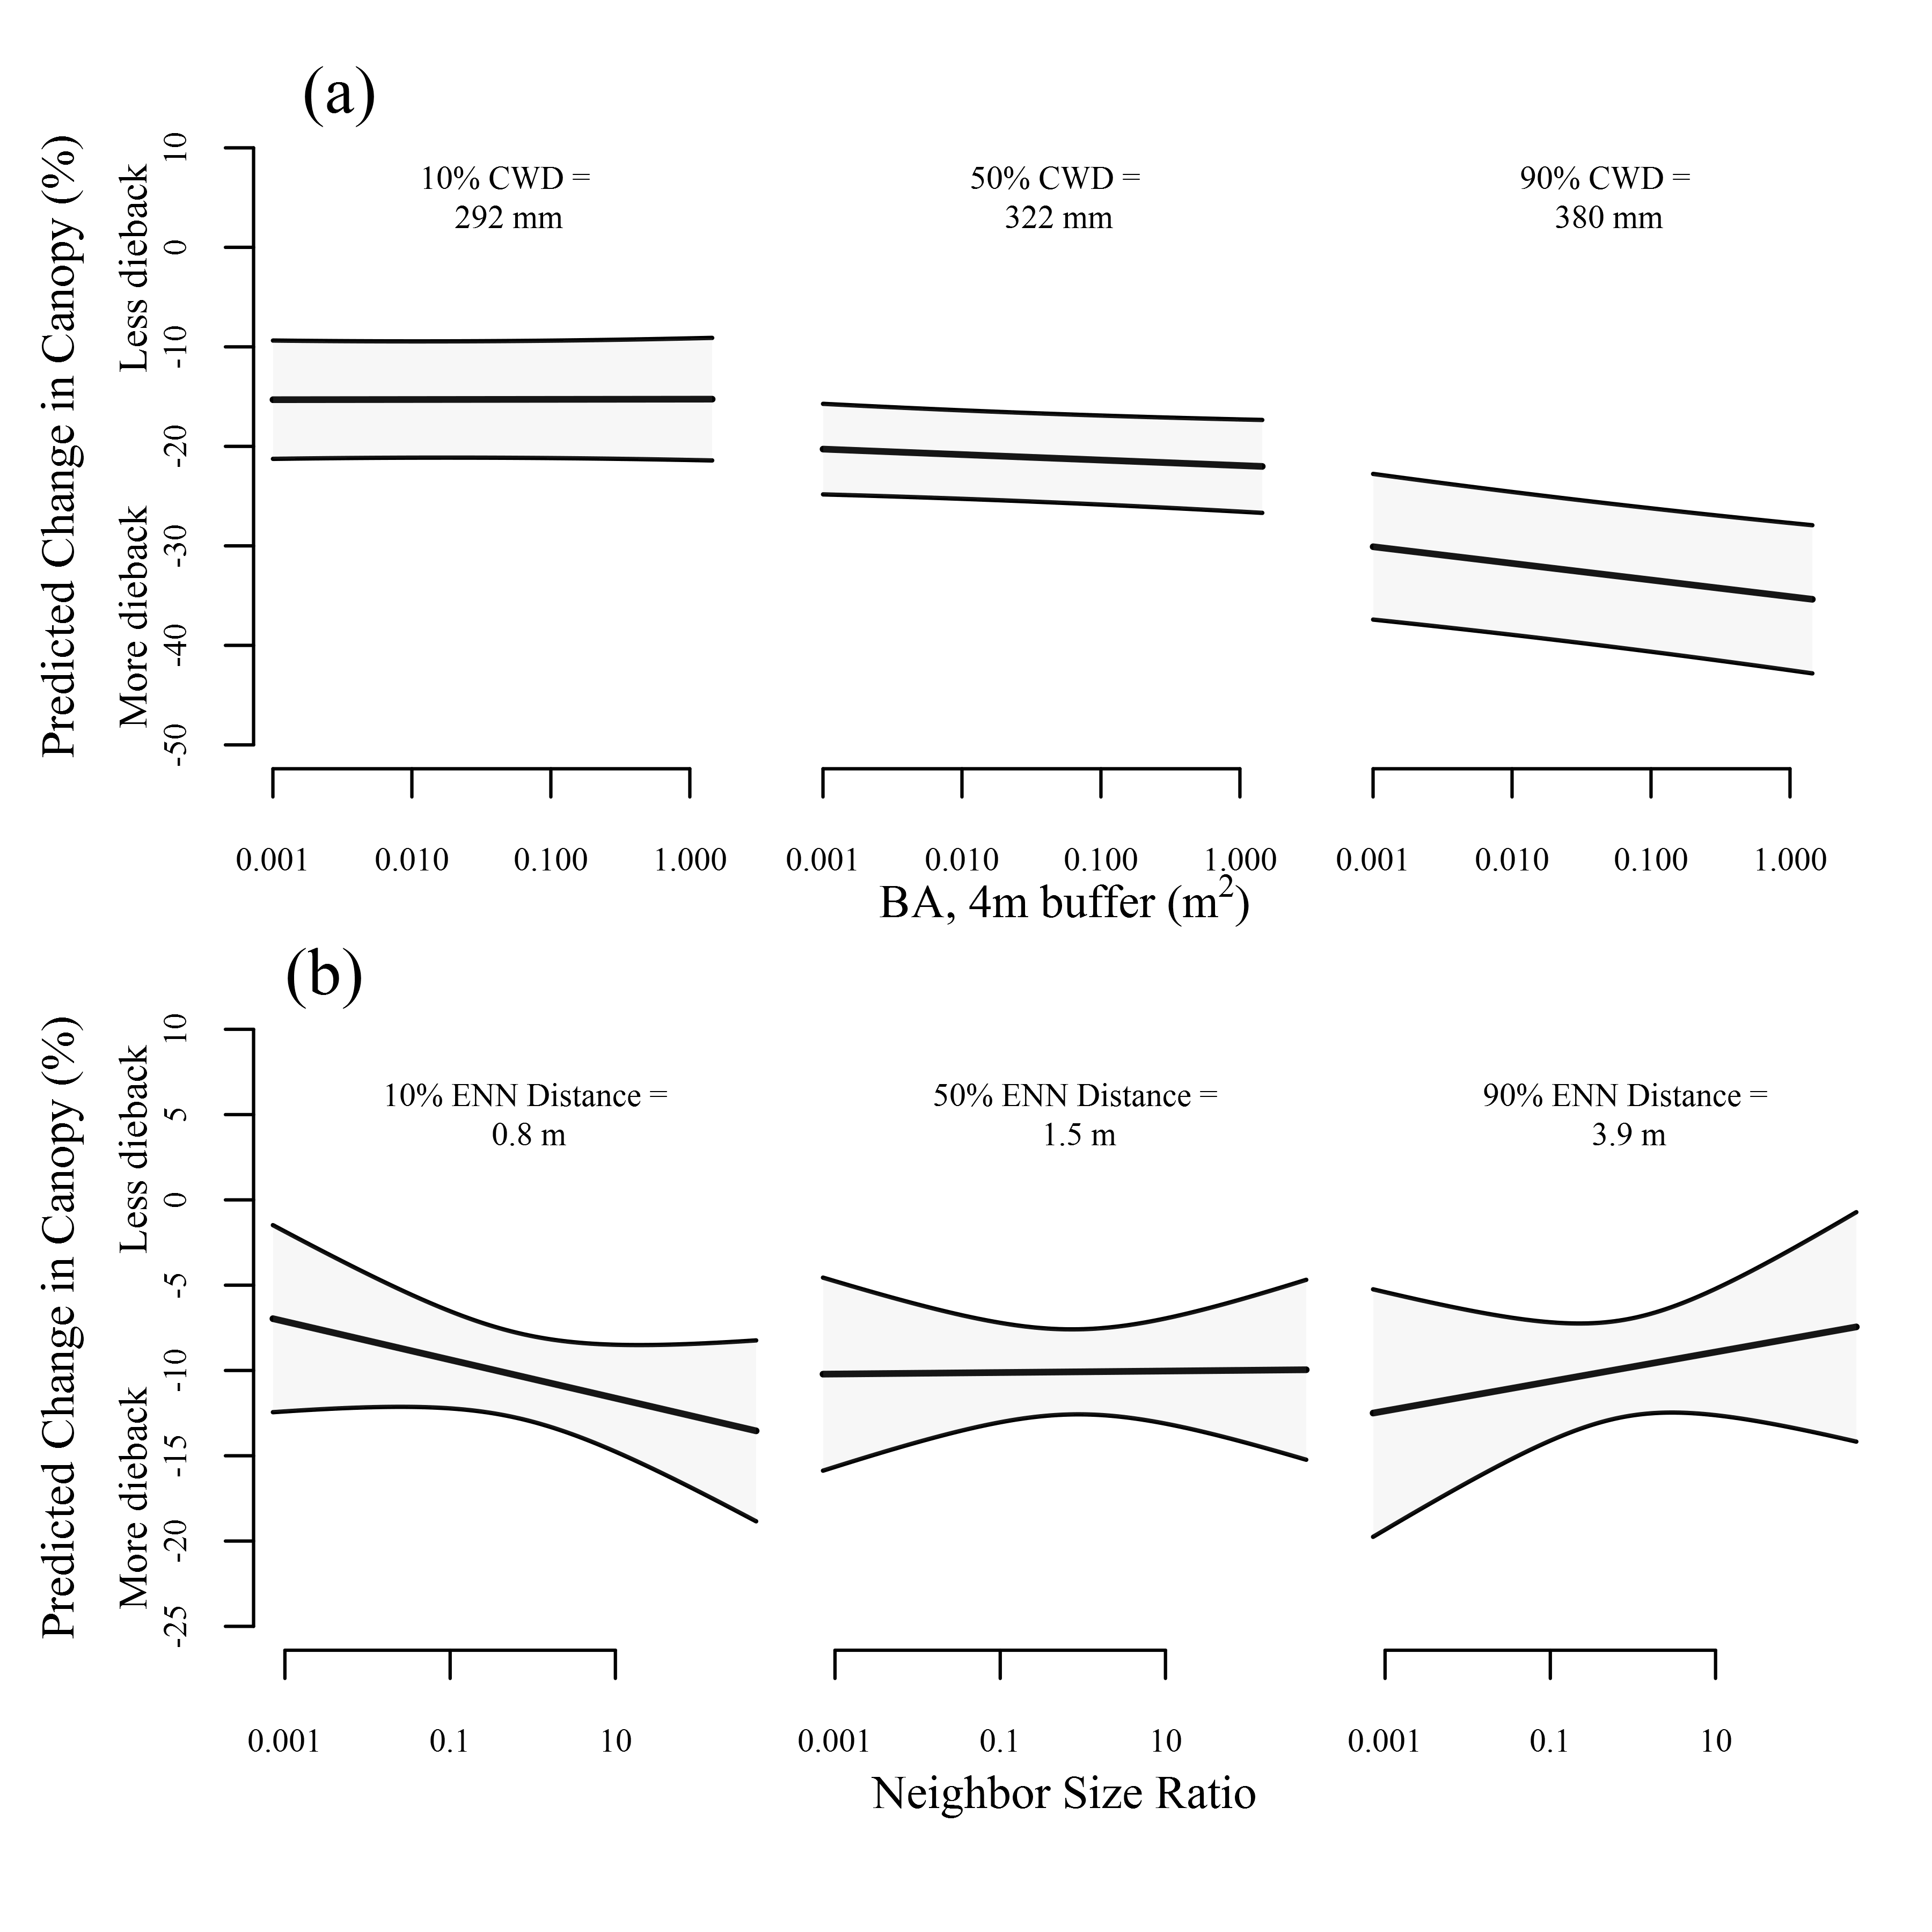 (a)
Predicted Change in Canopy (%)
More dieback Less dieback
10
0
-10
-20
-30
-40
-50
10% CWD =
292 mm
50% CWD =
322 mm
90% CWD =
380 mm
0.001 0.010 0.100 1.000
0.001 0.010 0.100 1.000
0.001 0.010 0.100 1.000
BA, 4m buffer (m²)
(b)
Predicted Change in Canopy (%)
More dieback Less dieback
10
5
0
-5
-10
-15
-20
-25
10% ENN Distance =
0.8 m
50% ENN Distance =
1.5 m
90% ENN Distance =
3.9 m
0.001 0.1 10
0.001 0.1 10
0.001 0.1 10
Neighbor Size Ratio